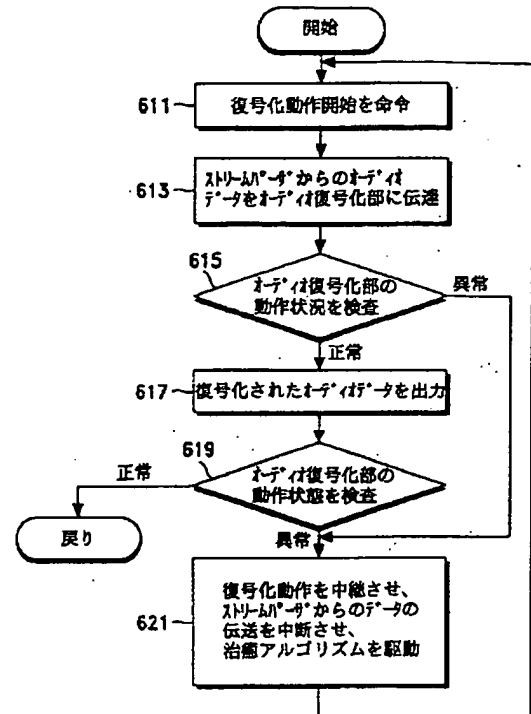 開始
611
復号化動作開始を命令
613
ストリームパーザからのオーディオ
データをオーディオ復号化部に伝達
615
オーディオ復号化部の
動作状況を検査
異常
正常
617
復号化されたオーディオデータを出力
619
オーディオ復号化部の
動作状態を検査
正常
戻り
異常
621
復号化動作を中継させ、
ストリームパーザからのデータの
伝送を中断させ、
治癒アルゴリズムを駆動